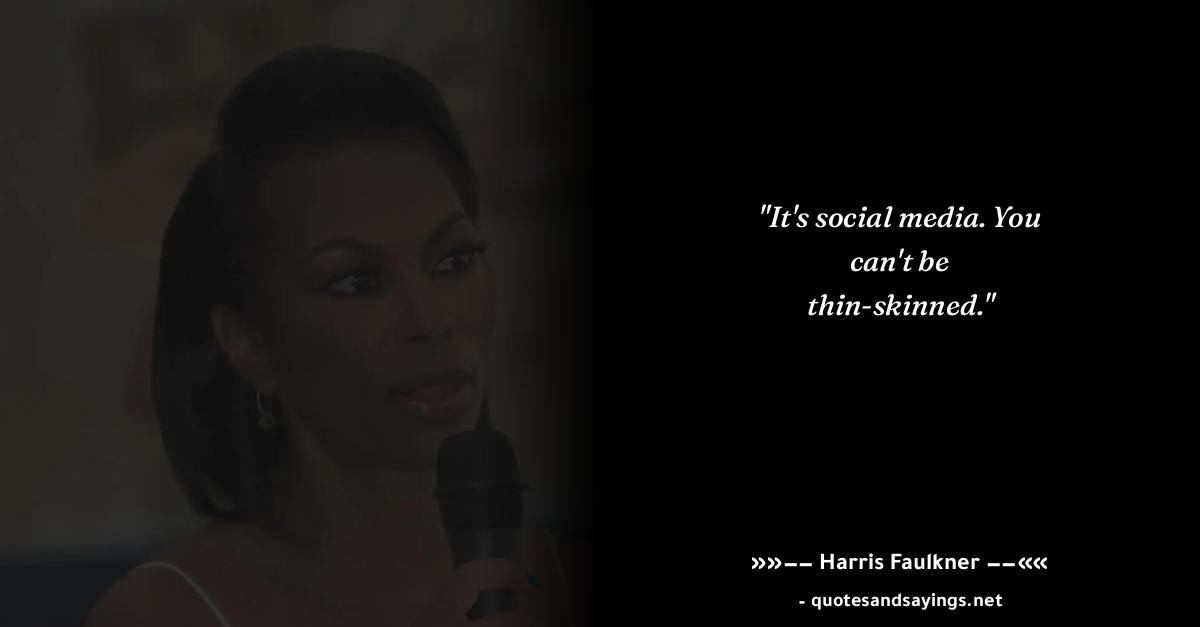 "It's social media. You
can't be
thin-skinned."
»»–– Harris Faulkner ––««
- quotesandsayings.net